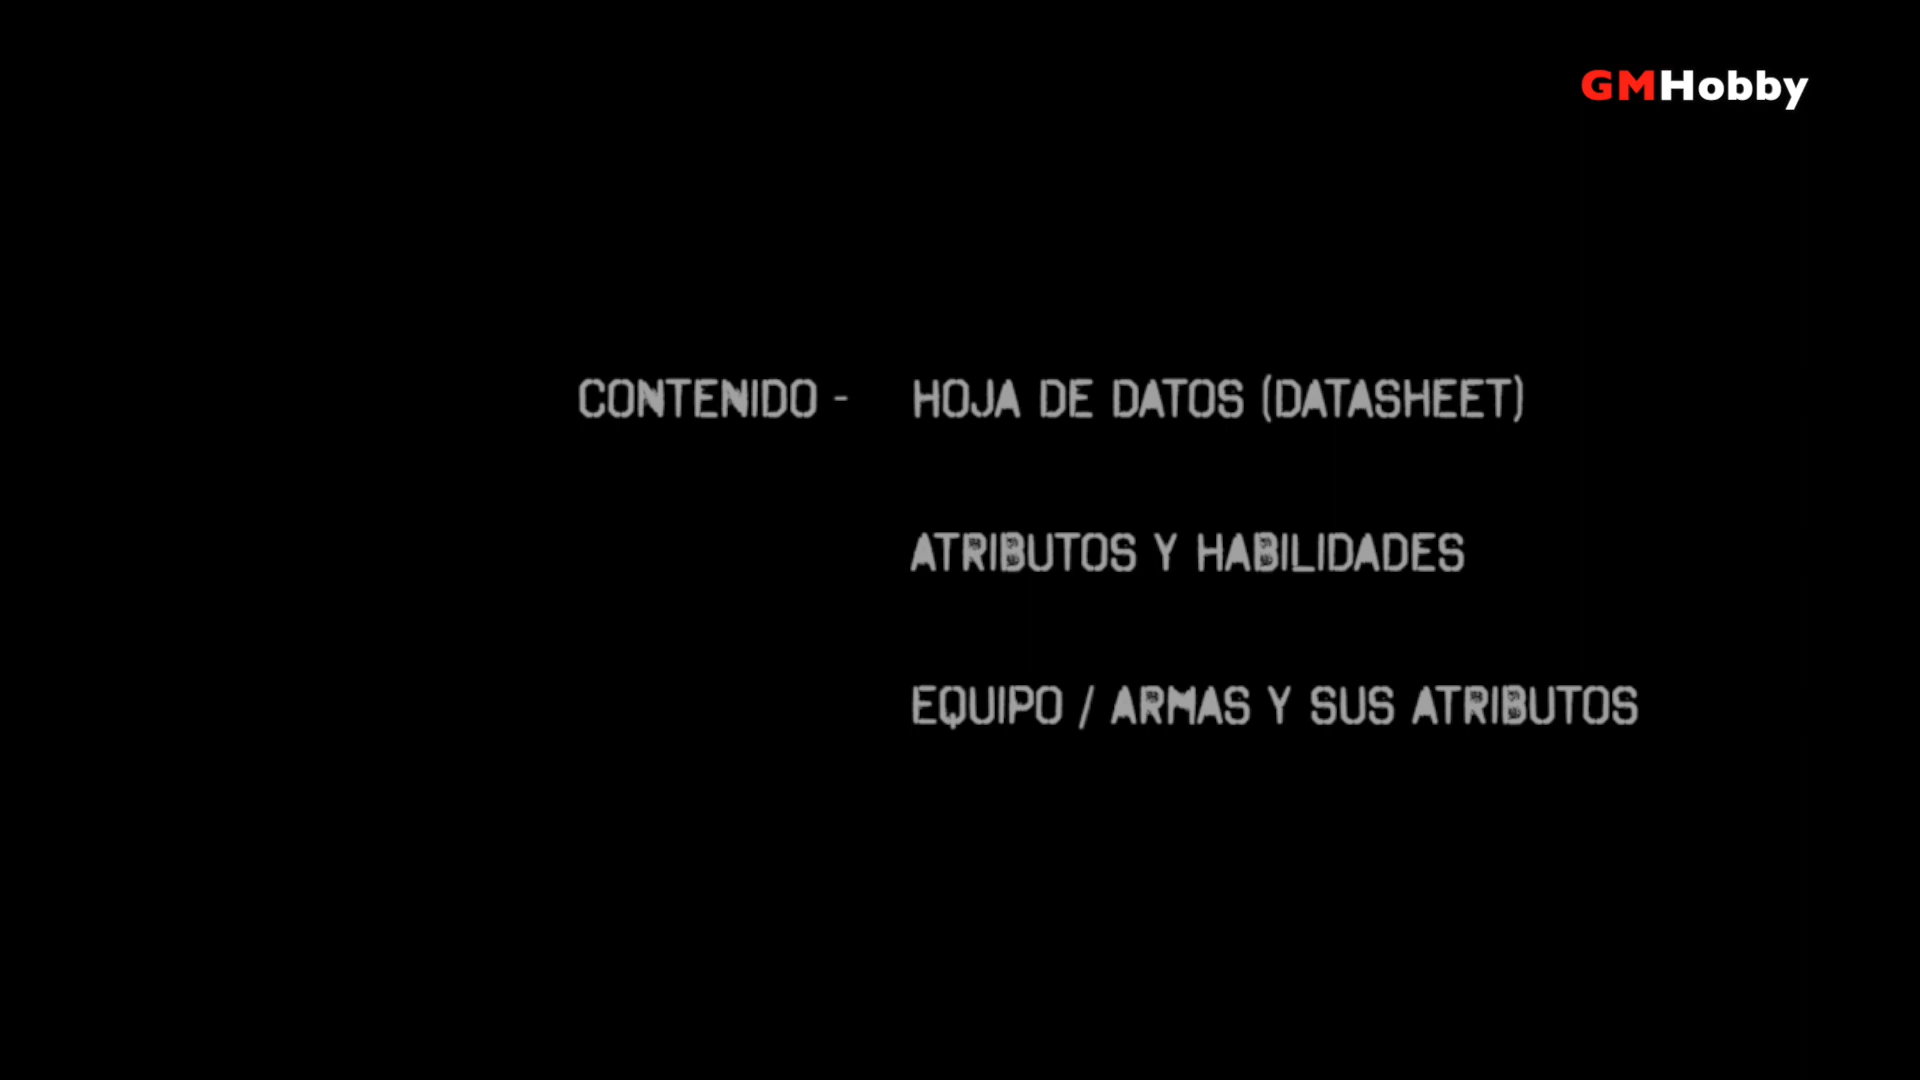 GMHobby
CONTENIDO - HOJA DE DATOS (DATASHEET)
ATRIBUTOS Y HABILIDADES
EQUIPO / ARMAS Y SUS ATRIBUTOS